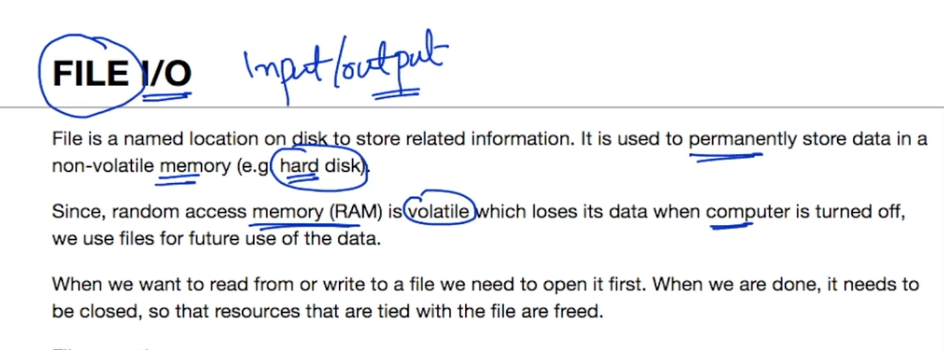 FILE I/O Input/output
File is a named location on disk to store related information. It is used to permanently store data in a
non-volatile memory (e.g hard disk).
Since, random access memory (RAM) is volatile which loses its data when computer is turned off,
we use files for future use of the data.
When we want to read from or write to a file we need to open it first. When we are done, it needs to
be closed, so that resources that are tied with the file are freed.